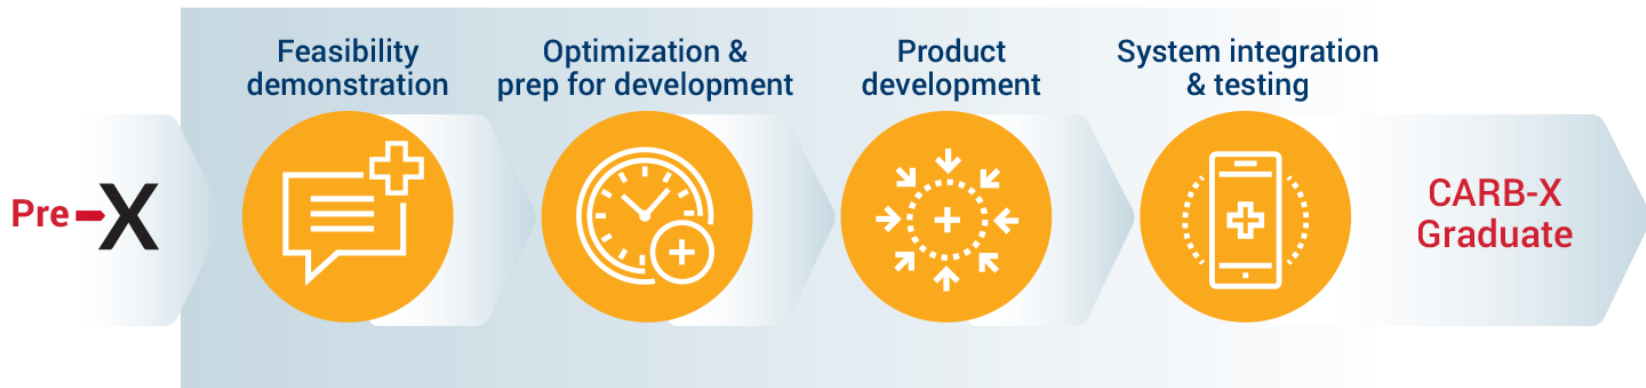 Feasibility
demonstration
Optimization &
prep for development
Product
development
System integration
& testing
Pre-X
CARB-X
Graduate